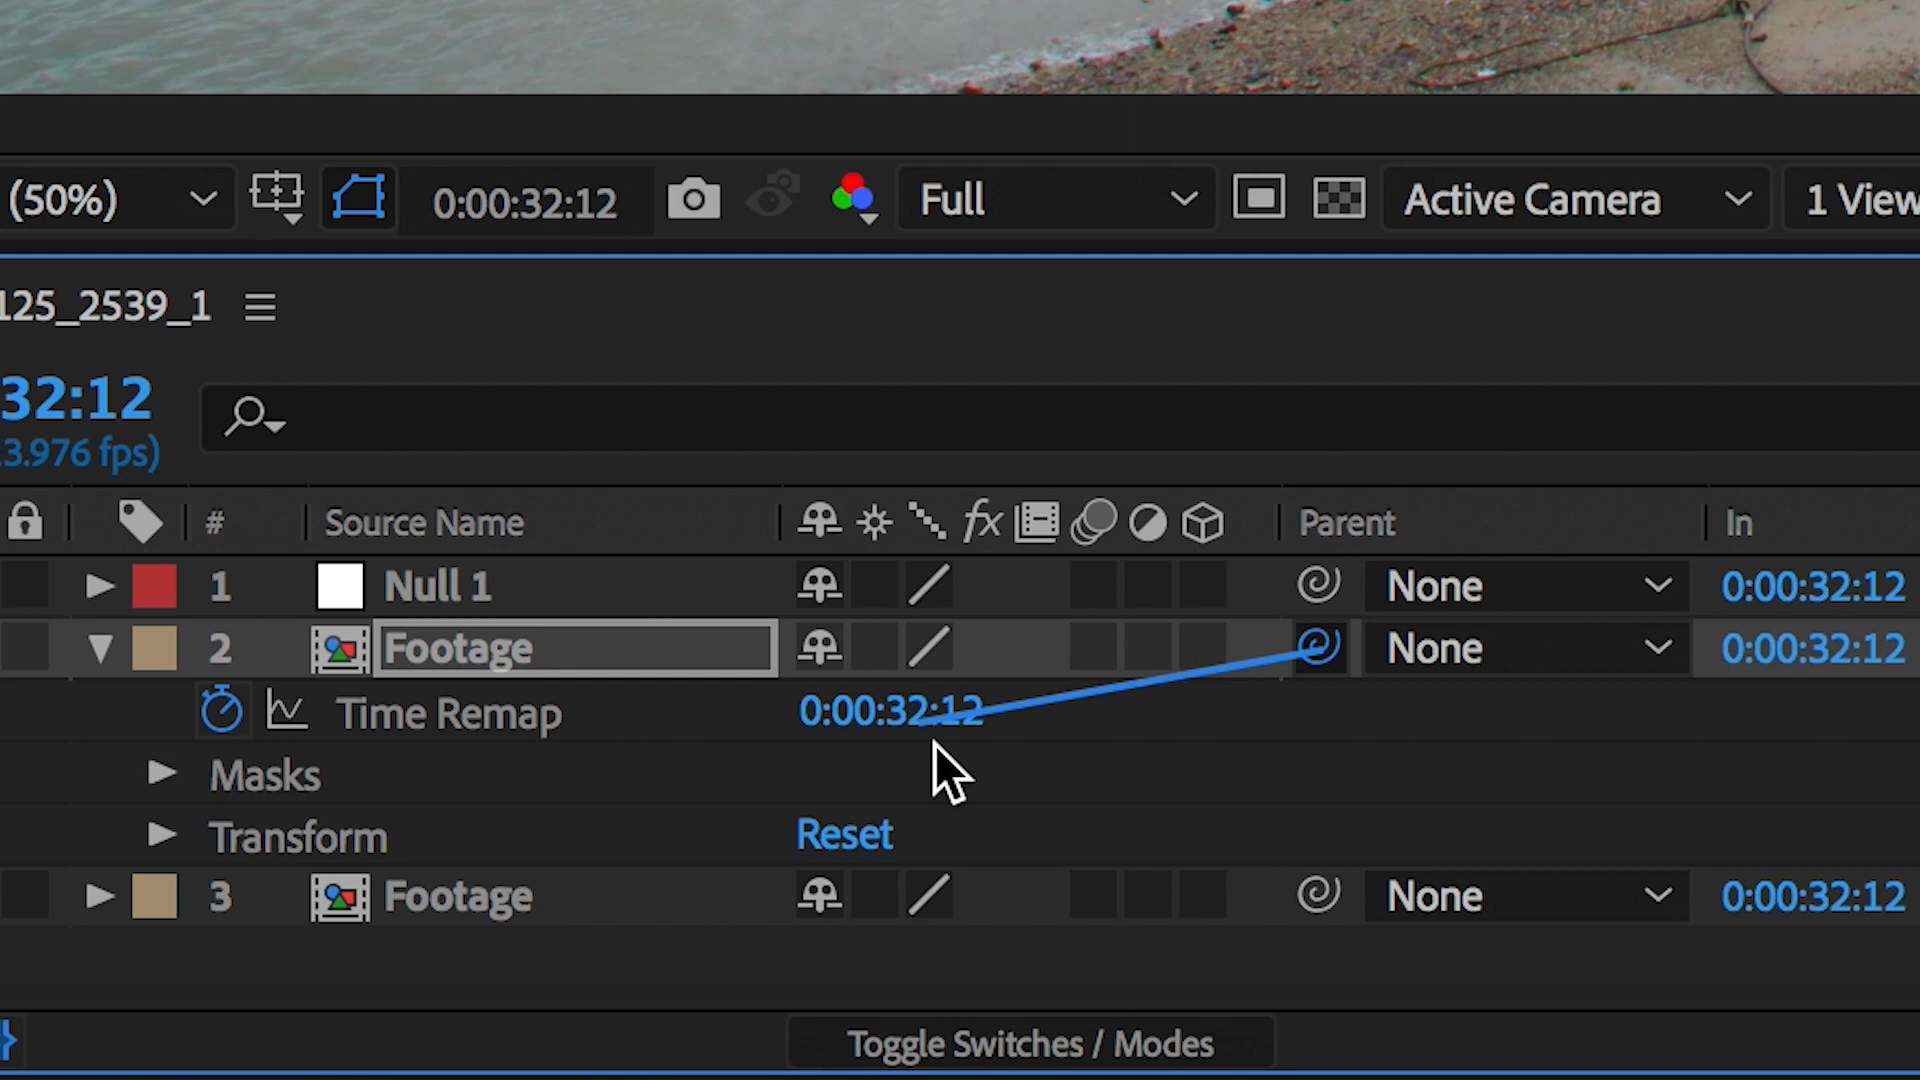 (50%) 0:00:32:12 Full Active Camera 1 View
125_2539_1
32:12
3.976 fps)
# Source Name fx Parent In
1 Null 1 None 0:00:32:12
2 Footage None 0:00:32:12
Time Remap 0:00:32:12
Masks
Transform Reset
3 Footage None 0:00:32:12
Toggle Switches / Modes